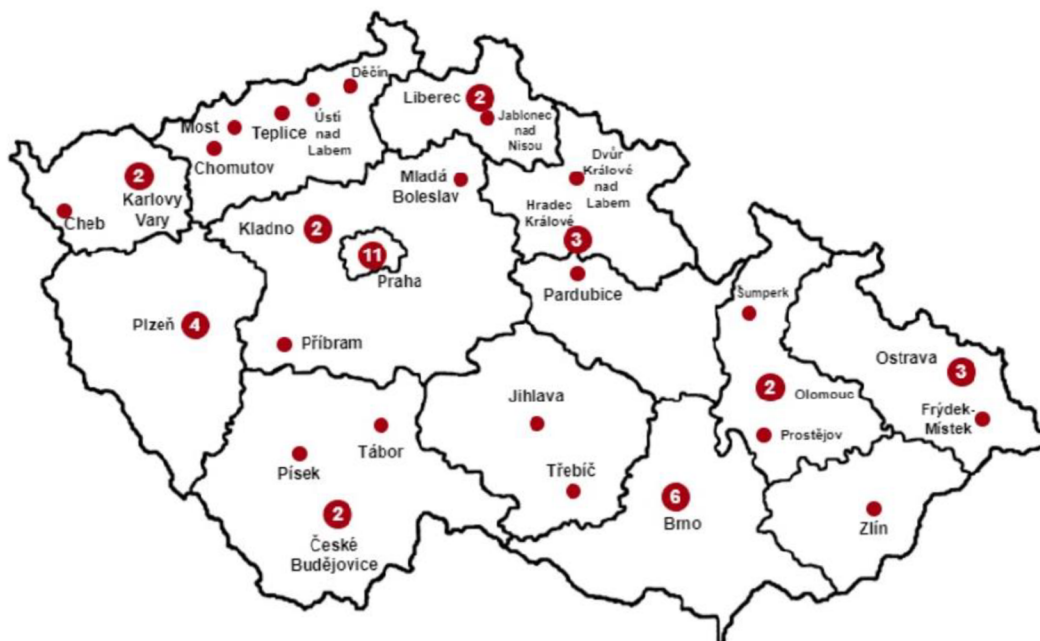 Děčín
Liberec
2
Jablonec
nad
Nisou
Most
Teplice
Ústí
nad
Labem
Chomutov
2
Karlovy
Vary
Cheb
Mladá
Boleslav
Dvůr
Králové
nad
Labem
Hradec
Králové
3
Kladno
2
11
Praha
Pardubice
Plzeň
4
Příbram
Šumperk
Ostrava
3
2
Olomouc
Frýdek-
Místek
Prostějov
Jihlava
Třebíč
Tábor
Písek
2
České
Budějovice
6
Brno
Zlín